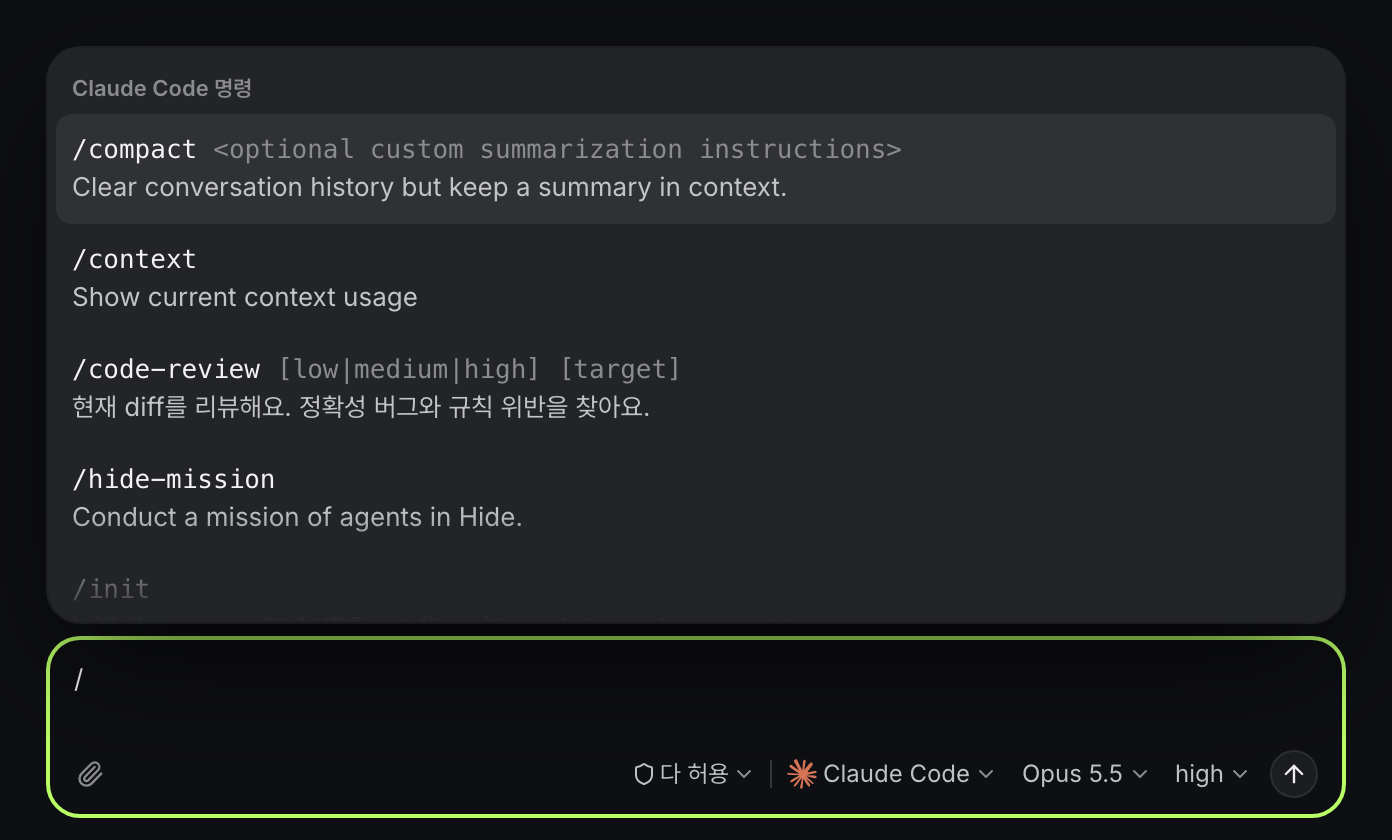 Claude Code 명령
/compact <optional custom summarization instructions>
Clear conversation history but keep a summary in context.
/context
Show current context usage
/code-review [low|medium|high] [target]
현재 diff를 리뷰해요. 정확성 버그와 규칙 위반을 찾아요.
/hide-mission
Conduct a mission of agents in Hide.
/init
/
다 허용
Claude Code
Opus 5.5
high